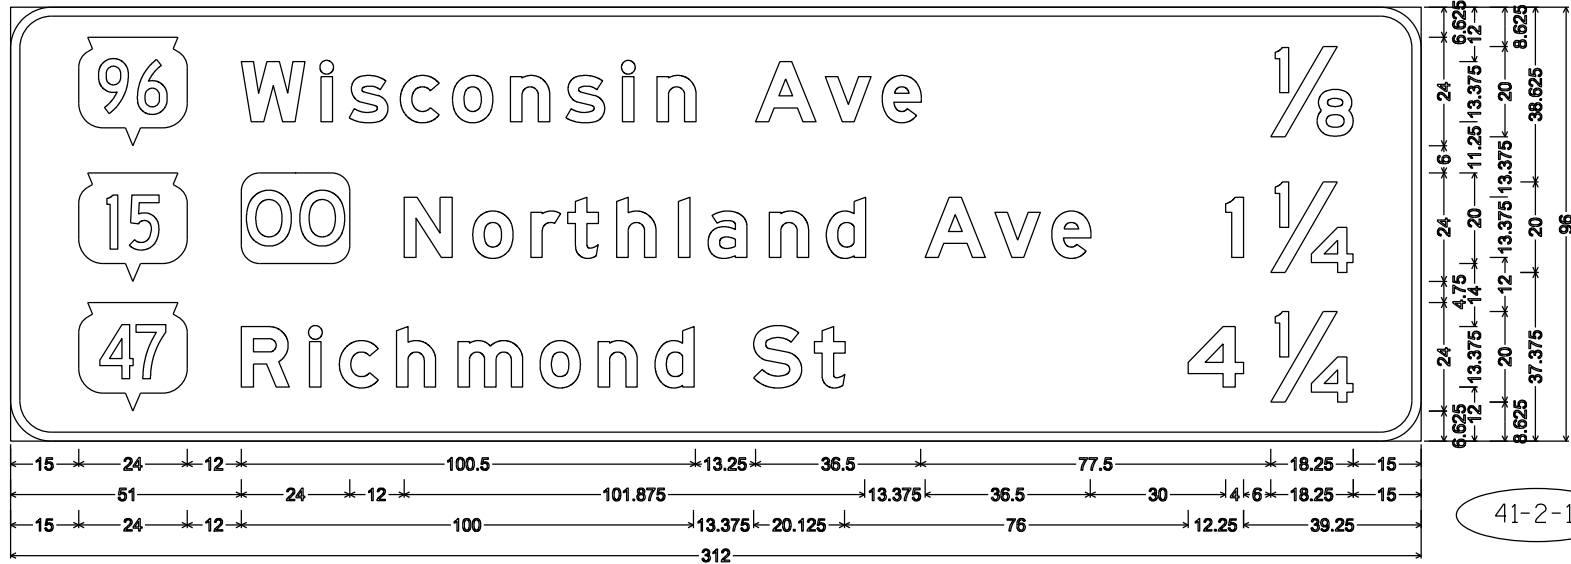 96 Wisconsin Ave 1/8
15 OO Northland Ave 1 1/4
47 Richmond St 4 1/4
15 24 12 100.5 13.25 36.5 77.5 18.25 15
51 24 12 101.875 13.375 36.5 30 4 6 18.25 15
15 24 12 100 13.375 20.125 76 12.25 39.25
312
6.625 24 6 24 4.75 24 6.625
12 13.375 11.25 20 14 13.375 12
8.625 20 13.375 13.375 12 20 8.625
38.625 20 37.375
96
41-2-1